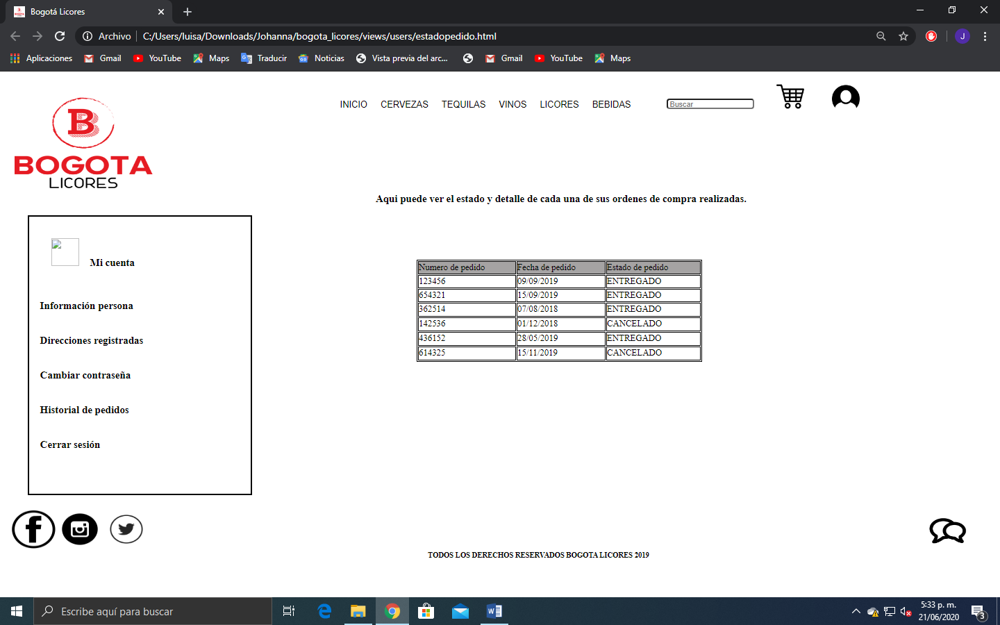 Bogotá Licores
Archivo C:/Users/luisa/Downloads/Johanna/bogota_licores/views/users/estadopedido.html J
Aplicaciones Gmail YouTube Maps Traducir Noticias Vista previa del arc... Gmail YouTube Maps
INICIO CERVEZAS TEQUILAS VINOS LICORES BEBIDAS Buscar
B
BOGOTA
LICORES
Aqui puede ver el estado y detalle de cada una de sus ordenes de compra realizadas.
Mi cuenta
Información persona
Direcciones registradas
Cambiar contraseña
Historial de pedidos
Cerrar sesión
Numero de pedido Fecha de pedido Estado de pedido
123456 09/09/2019 ENTREGADO
654321 15/09/2019 ENTREGADO
362514 07/08/2018 ENTREGADO
142536 01/12/2018 CANCELADO
436152 28/05/2019 ENTREGADO
614325 15/11/2019 CANCELADO
TODOS LOS DERECHOS RESERVADOS BOGOTA LICORES 2019
Escribe aquí para buscar
5:33 p. m.
21/06/2020
3